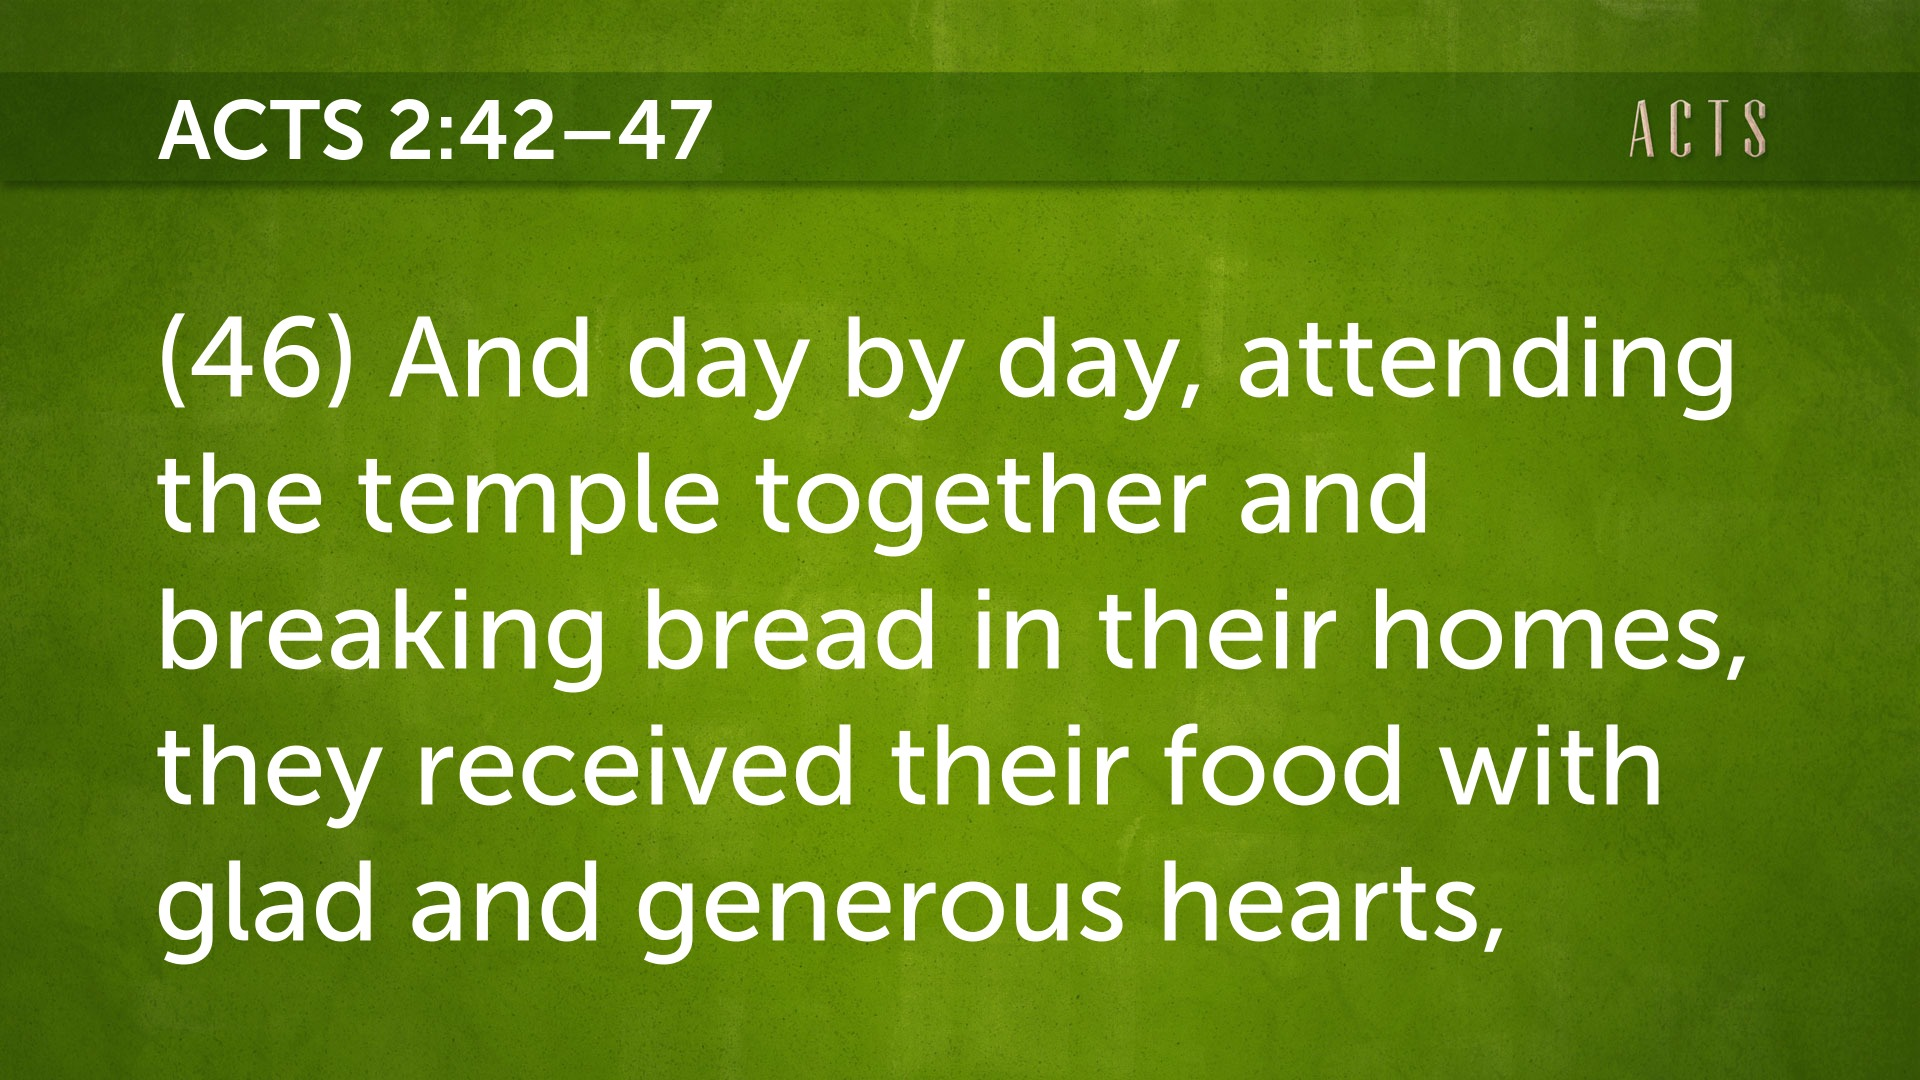 ACTS 2:42–47
ACTS
(46) And day by day, attending
the temple together and
breaking bread in their homes,
they received their food with
glad and generous hearts,